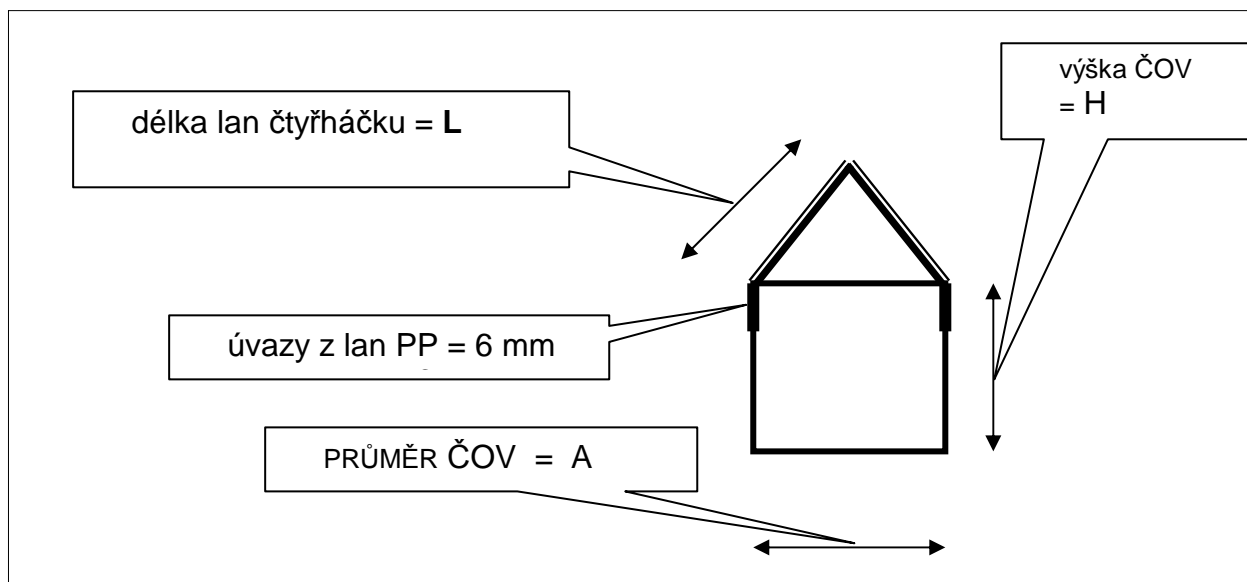 výška ČOV
= H
délka lan čtyřháčku = L
úvazy z lan PP = 6 mm
PRŮMĚR ČOV = A